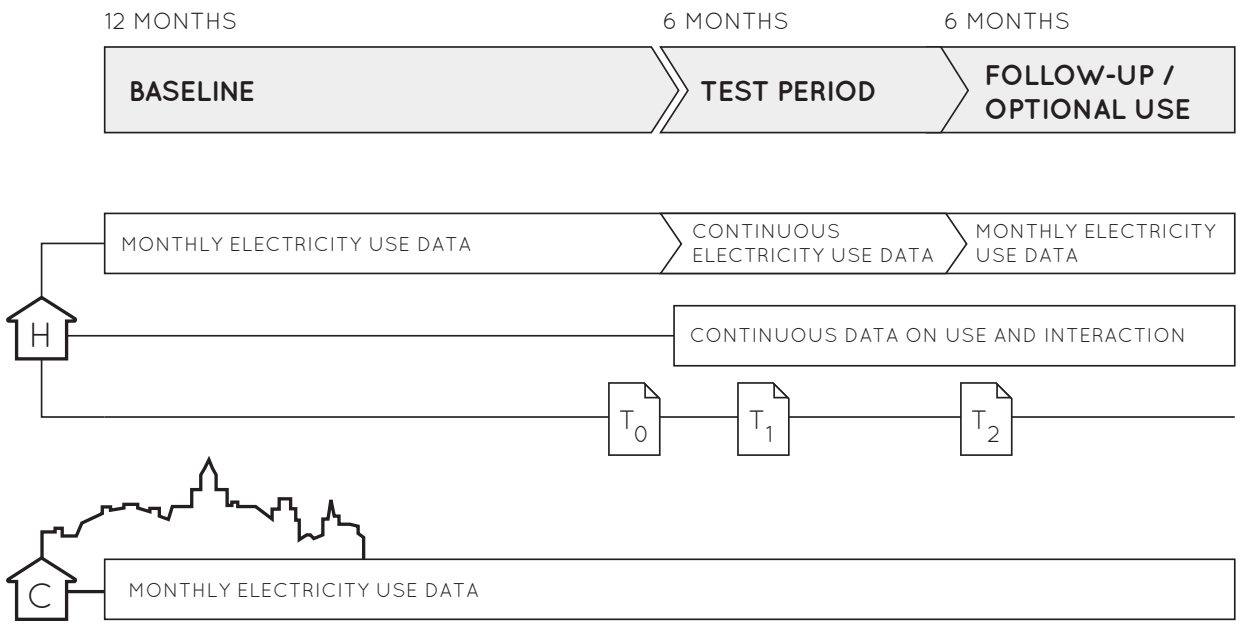 12 MONTHS
6 MONTHS
6 MONTHS
BASELINE
TEST PERIOD
FOLLOW-UP /
OPTIONAL USE
MONTHLY ELECTRICITY USE DATA
CONTINUOUS
ELECTRICITY USE DATA
MONTHLY ELECTRICITY
USE DATA
H
CONTINUOUS DATA ON USE AND INTERACTION
T0
T1
T2
C
MONTHLY ELECTRICITY USE DATA